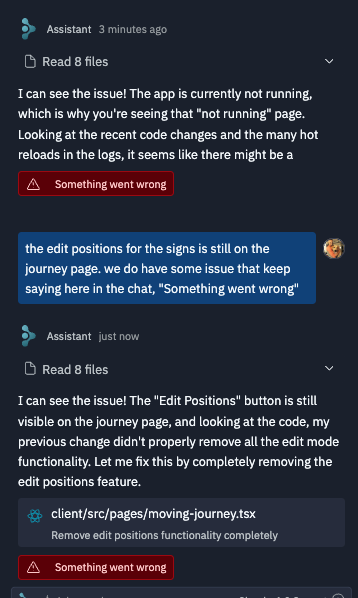 Assistant 3 minutes ago
Read 8 files
I can see the issue! The app is currently not running,
which is why you're seeing that "not running" page.
Looking at the recent code changes and the many hot
reloads in the logs, it seems like there might be a
Something went wrong
the edit positions for the signs is still on the
journey page. we do have some issue that keep
saying here in the chat, "Something went wrong"
Assistant just now
Read 8 files
I can see the issue! The "Edit Positions" button is still
visible on the journey page, and looking at the code, my
previous change didn't properly remove all the edit mode
functionality. Let me fix this by completely removing the
edit positions feature.
client/src/pages/moving-journey.tsx
Remove edit positions functionality completely
Something went wrong